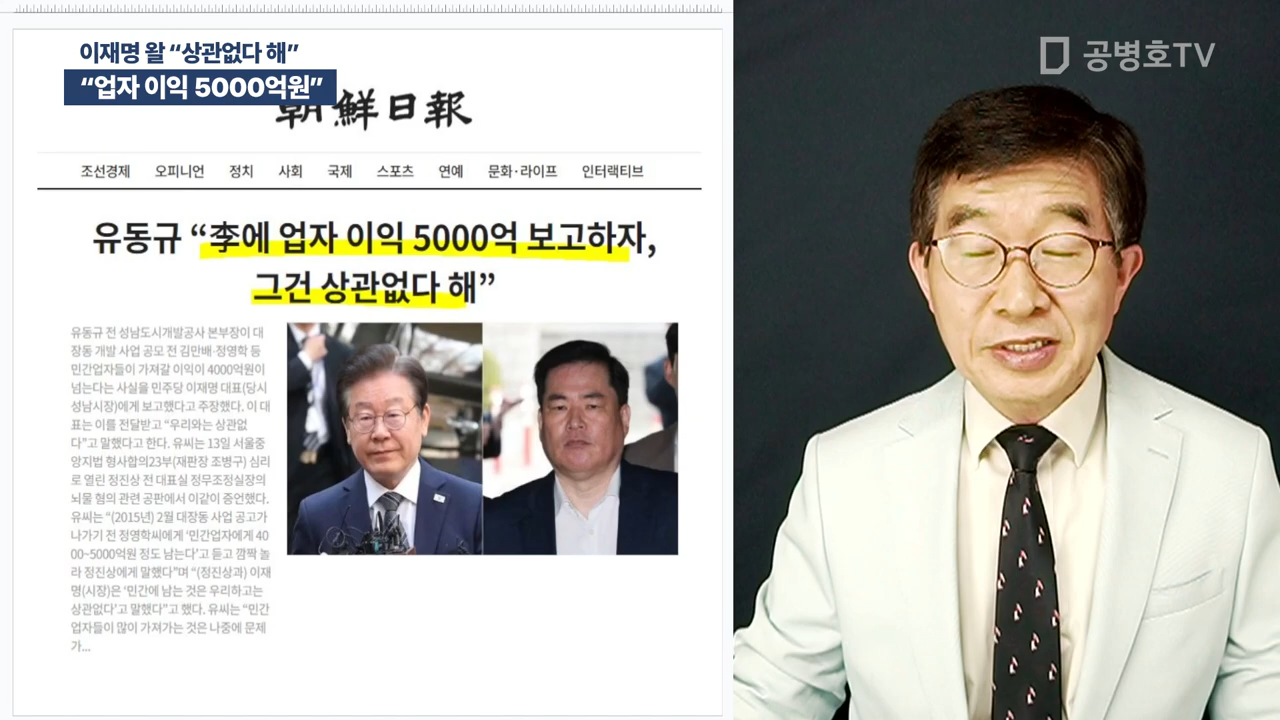 이재명 왈 “상관없다 해”
“업자 이익 5000억원”
朝鮮日報
조선경제 오피니언 정치 사회 국제 스포츠 연예 문화·라이프 인터랙티브
유동규 “李에 업자 이익 5000억 보고하자,
그건 상관없다 해”
유동규 전 성남도시개발공사 본부장이 대
장동 개발 사업 공모 전 김만배·정영학 등
민간업자들이 가져갈 이익이 4000억원이
넘는다는 사실을 민주당 이재명 대표(당시
성남시장)에게 보고했다고 주장했다. 이 대
표는 이를 전달받고 “우리와는 상관없
다”고 말했다고 한다. 유씨는 13일 서울중
앙지법 형사합의23부(재판장 조병구) 심리
로 열린 정진상 전 대표실 정무조정실장의
뇌물 혐의 관련 공판에서 이같이 증언했다.
유씨는 “(2015년) 2월 대장동 사업 공고가
나가기 전 정영학씨에게 ‘민간업자에게 40
00~5000억원 정도 남는다’고 듣고 깜짝 놀
라 정진상에게 말했다”며 “(정진상과) 이재
명(시장)은 ‘민간에 남는 것은 우리하고는
상관없다’고 말했다”고 했다. 유씨는 “민간
업자들이 많이 가져가는 것은 나중에 문제
가...
공병호TV